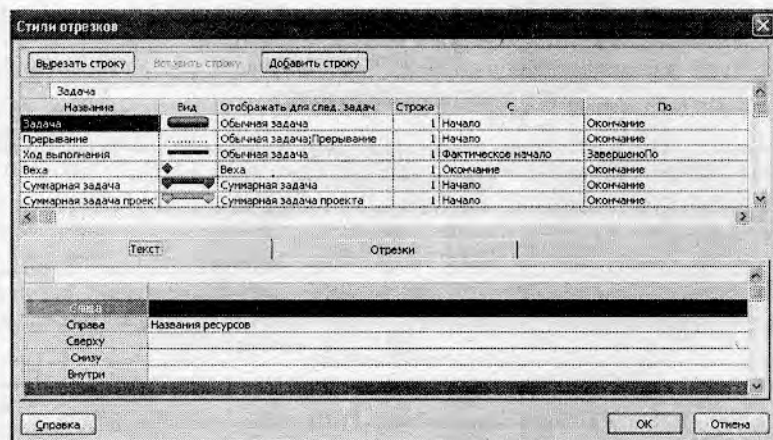 Стили отрезков
Вырезать строку Вставить строку Добавить строку
Задача
Название Вид Отображать для след. задач Строка С По
Задача Обычная задача 1 Начало Окончание
Прерывание Обычная задача;Прерывание 1 Начало Окончание
Ход выполнения Обычная задача 1 Фактическое начало ЗавершеноПо
Веха Веха 1 Окончание Окончание
Суммарная задача Суммарная задача 1 Начало Окончание
Суммарная задача проек Суммарная задача проекта 1 Начало Окончание
Текст Отрезки
Слева
Справа Названия ресурсов
Сверху
Снизу
Внутри
Справка ОК Отмена